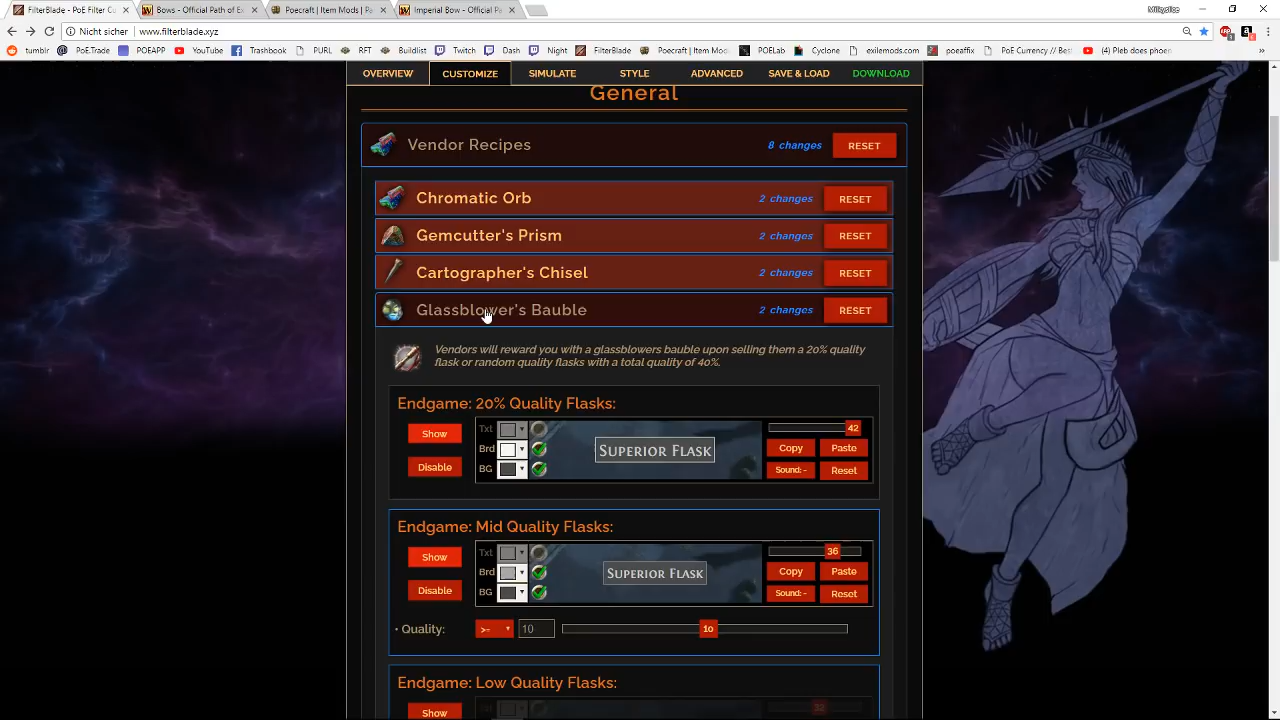 Milkybk_
FilterBlade - PoE Filter C
Bows - Official Path of Ex
Poecraft | Item Mods | Pa
Imperial Bow - Official Pa
Nicht sicher
www.filterblade.xyz
tumblr
PoE.Trade
POEAPP
YouTube
Trashbook
PURL
RFT
Buildlist
Twitch
Dansh
Ninja
FilterBlade
Poecraft | Item Mods
POELab
Cyclone
exilemods.com
poeaffix
PoE Currency // Besi
(4) Pleb does phoen
OVERVIEW
CUSTOMIZE
SIMULATE
STYLE
ADVANCED
SAVE & LOAD
DOWNLOAD
General
Vendor Recipes
8 changes
RESET
Chromatic Orb
2 changes
RESET
Gemcutter's Prism
2 changes
RESET
Cartographer's Chisel
2 changes
RESET
Glassblower's Bauble
2 changes
RESET
Vendors will reward you with a glassblowers bauble upon selling them a 20% quality
flask or random quality flasks with a total quality of 40%.
Endgame: 20% Quality Flasks:
Show
Disable
Txt
Brd
BG
SUPERIOR FLASK
42
Copy
Paste
Sound: -
Reset
Endgame: Mid Quality Flasks:
Show
Disable
Txt
Brd
BG
SUPERIOR FLASK
36
Copy
Paste
Sound: -
Reset
• Quality:
>=
10
10
Endgame: Low Quality Flasks:
Show
32